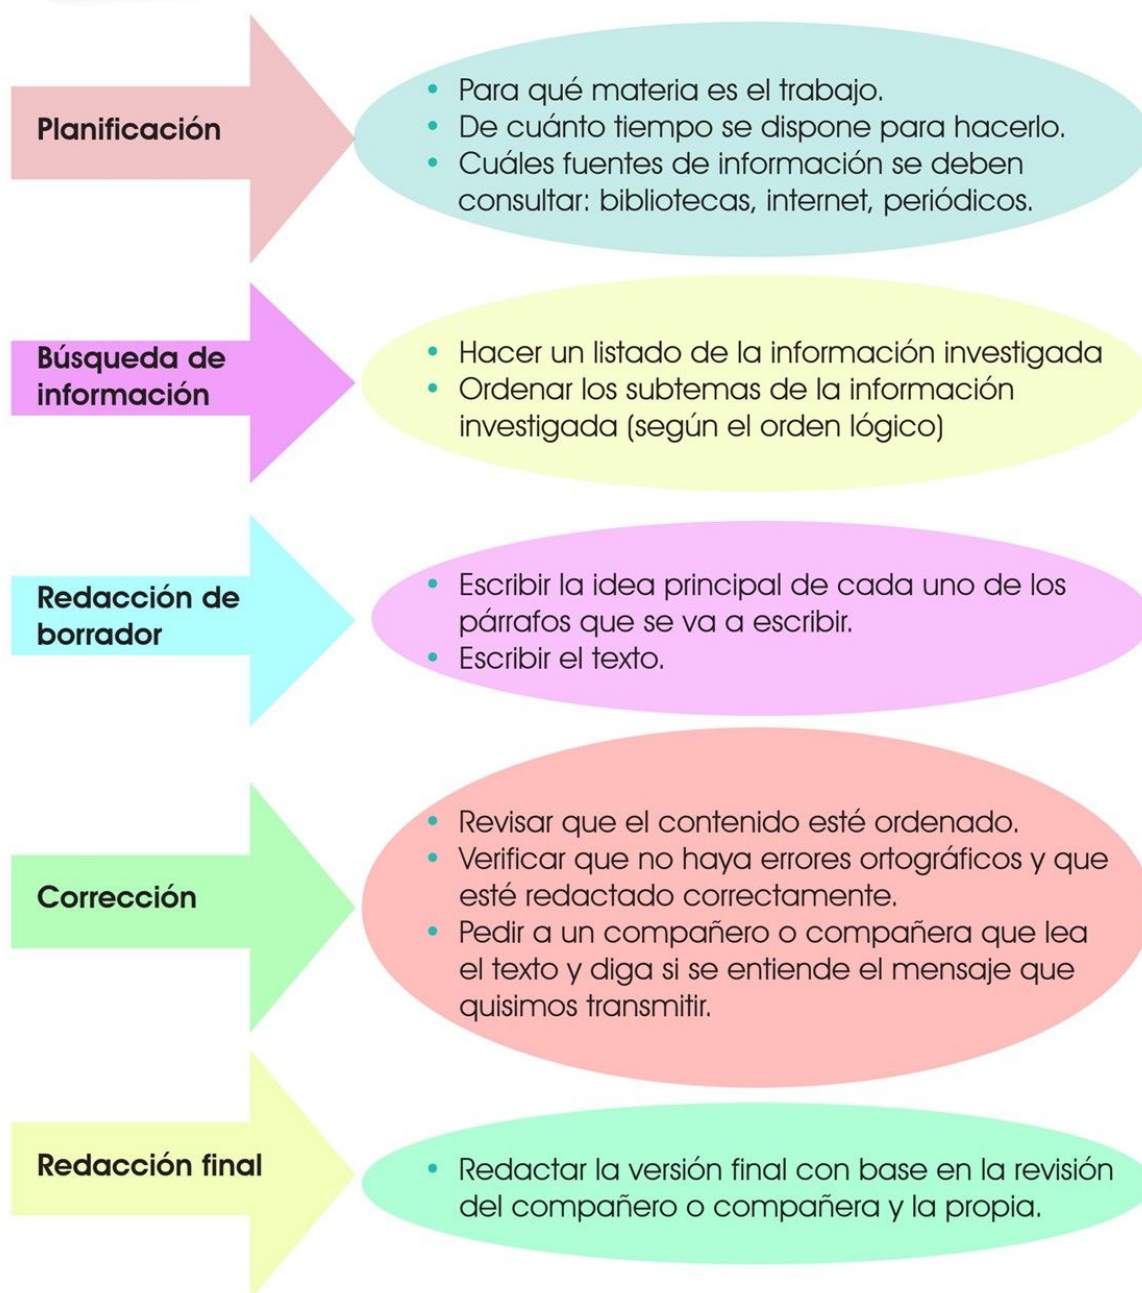 Planificación
• Para qué materia es el trabajo.
• De cuánto tiempo se dispone para hacerlo.
• Cuáles fuentes de información se deben
consultar: bibliotecas, internet, periódicos.
Búsqueda de
información
• Hacer un listado de la información investigada
• Ordenar los subtemas de la información
investigada (según el orden lógico)
Redacción de
borrador
• Escribir la idea principal de cada uno de los
párrafos que se va a escribir.
• Escribir el texto.
Corrección
• Revisar que el contenido esté ordenado.
• Verificar que no haya errores ortográficos y que
esté redactado correctamente.
• Pedir a un compañero o compañera que lea
el texto y diga si se entiende el mensaje que
quisimos transmitir.
Redacción final
• Redactar la versión final con base en la revisión
del compañero o compañera y la propia.